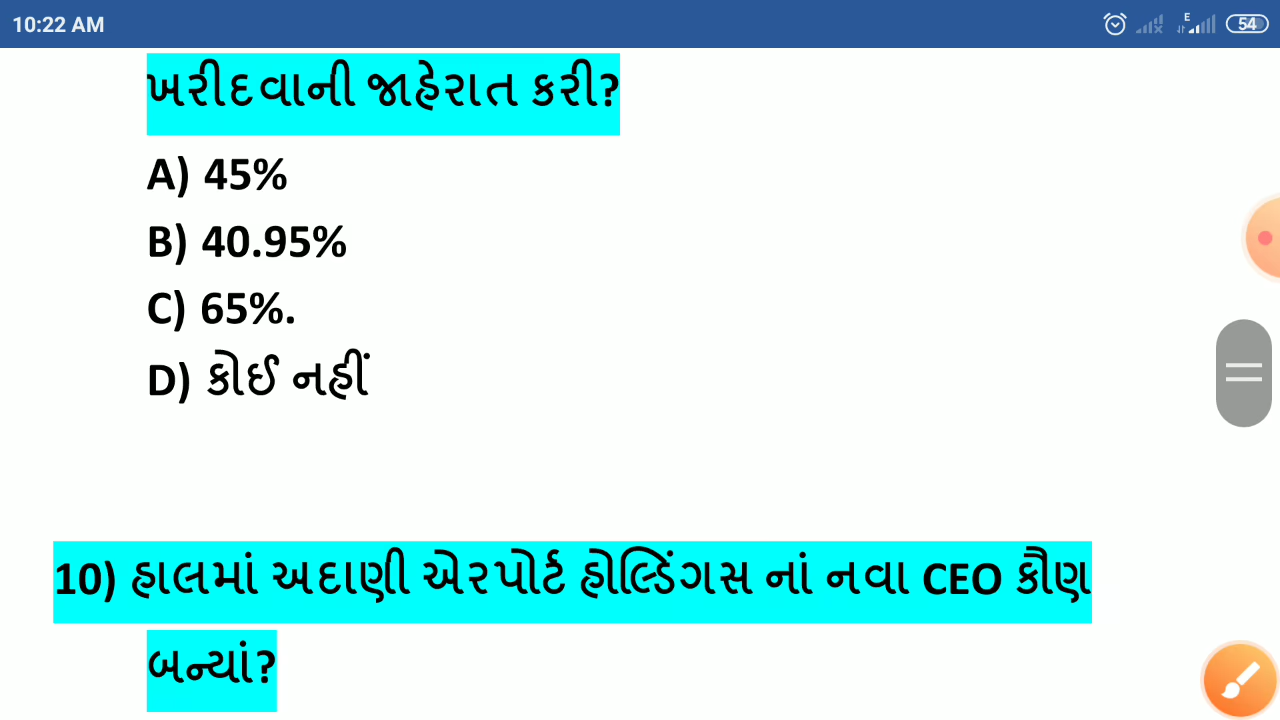 10:22 AM
E
54
ખરીદવાની જાહેરાત કરી?
A) 45%
B) 40.95%
C) 65%.
D) કોઈ નહીં
10) હાલમાં અદાણી એરપોર્ટ હોલ્ડિંગસ નાં નવા CEO કૌણ
બન્યાં?